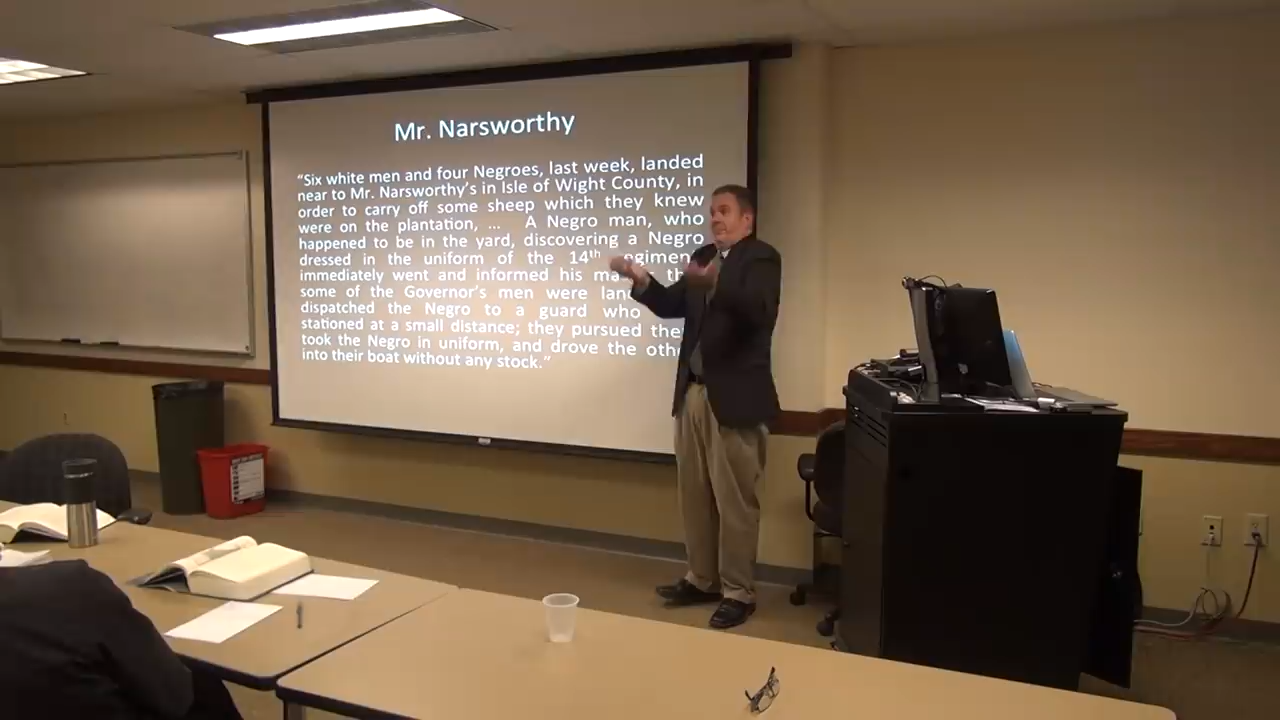 Mr. Narsworthy
“Six white men and four Negroes, last week, landed
near to Mr. Narsworthy’s in Isle of Wight County, in
order to carry off some sheep which they knew
were on the plantation, ... A Negro man, who
happened to be in the yard, discovering a Negro
dressed in the uniform of the 14th
immediately went and informed his
some of the Governor’s men were
dispatched the Negro to a guard who
stationed at a small distance; they pursued
took the Negro in uniform, and drove the
into their boat without any stock.”